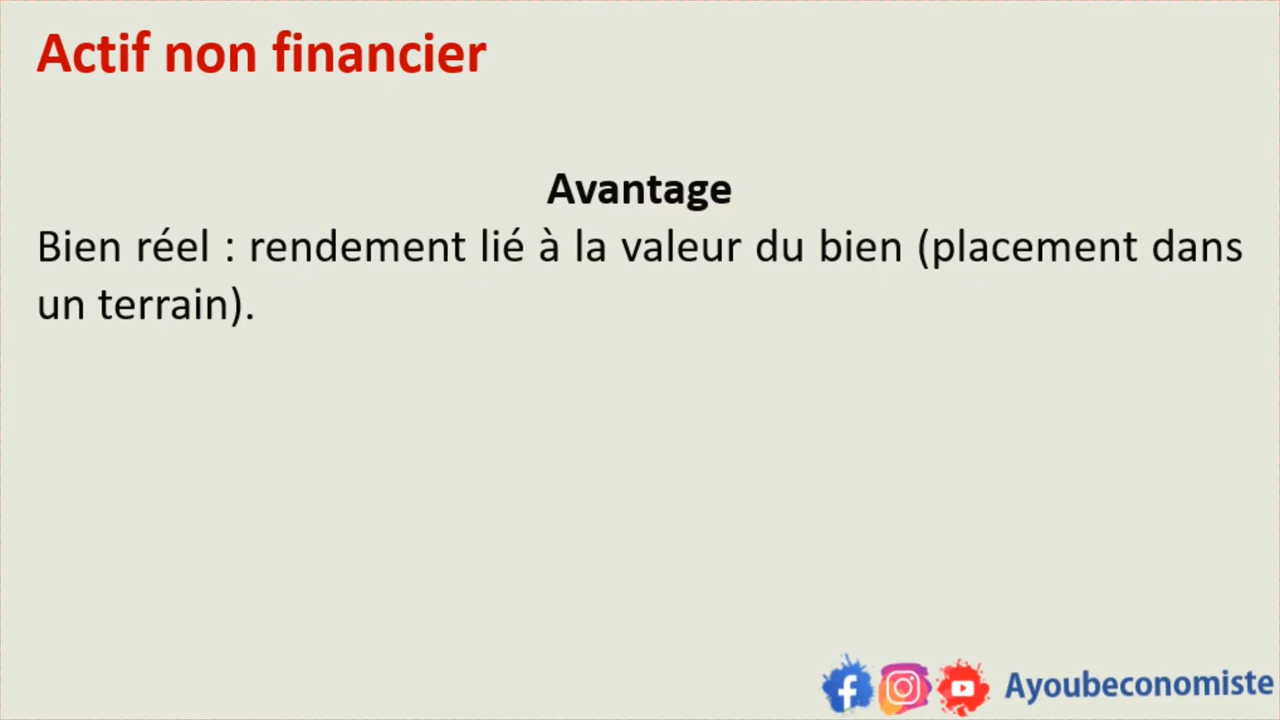 Actif non financier
Avantage
Bien réel : rendement lié à la valeur du bien (placement dans
un terrain).
Ayoubeconomiste